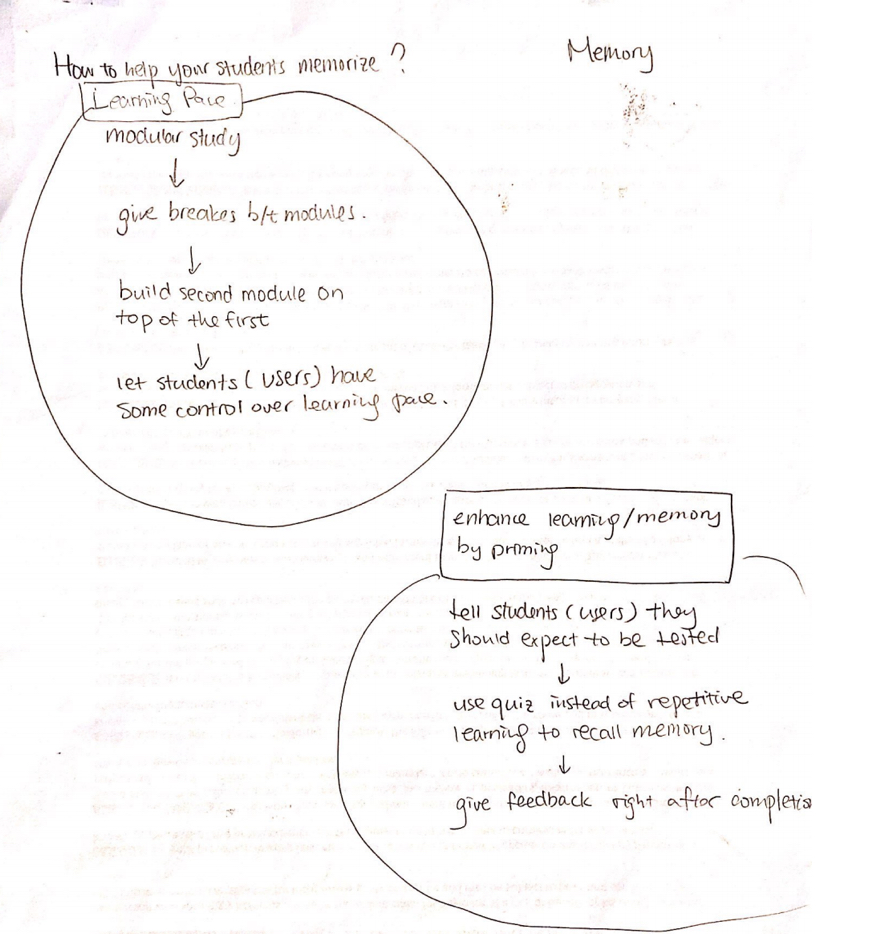 How to help your students memorize ?
Memory
Learning Pace
modular study
↓
give breakes b/t modules.
↓
build second module on
top of the first
↓
let students (users) have
some control over learning pace.
enhance learning/memory
by priming
tell students (users) they
should expect to be tested
↓
use quiz instead of repetitive
learning to recall memory.
↓
give feedback right after completio